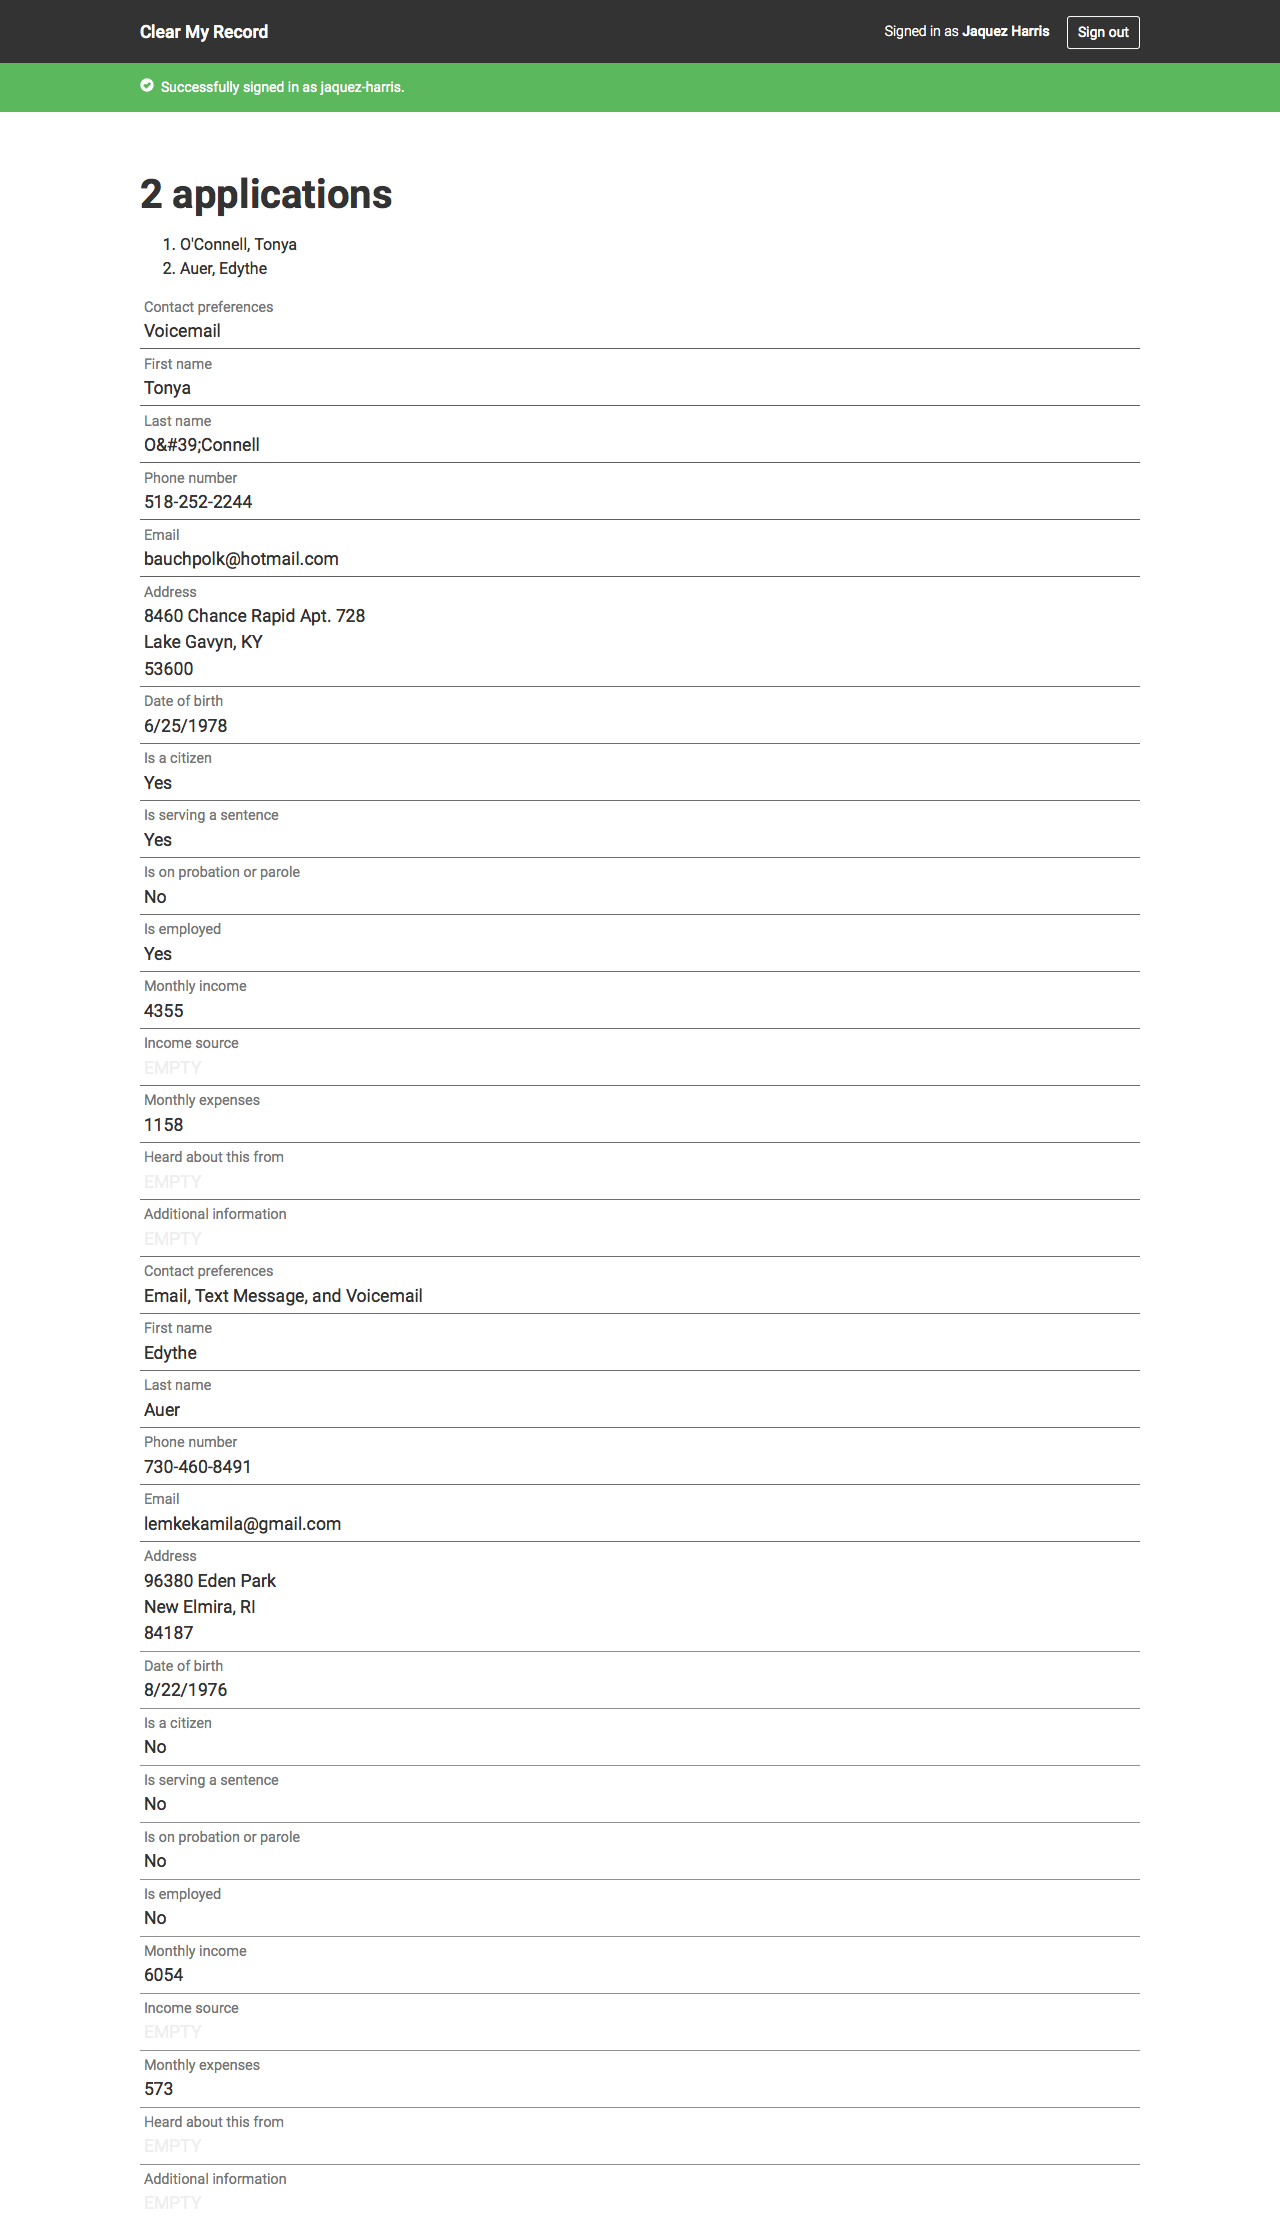 Clear My Record
Signed in as Jaquez Harris
Sign out
Successfully signed in as jaquez-harris.
2 applications
1. O'Connell, Tonya
2. Auer, Edythe
Contact preferences
Voicemail
First name
Tonya
Last name
O&#39;Connell
Phone number
518-252-2244
Email
bauchpolk@hotmail.com
Address
8460 Chance Rapid Apt. 728
Lake Gavyn, KY
53600
Date of birth
6/25/1978
Is a citizen
Yes
Is serving a sentence
Yes
Is on probation or parole
No
Is employed
Yes
Monthly income
4355
Income source
EMPTY
Monthly expenses
1158
Heard about this from
EMPTY
Additional information
EMPTY
Contact preferences
Email, Text Message, and Voicemail
First name
Edythe
Last name
Auer
Phone number
730-460-8491
Email
lemkekamila@gmail.com
Address
96380 Eden Park
New Elmira, RI
84187
Date of birth
8/22/1976
Is a citizen
No
Is serving a sentence
No
Is on probation or parole
No
Is employed
No
Monthly income
6054
Income source
EMPTY
Monthly expenses
573
Heard about this from
EMPTY
Additional information
EMPTY